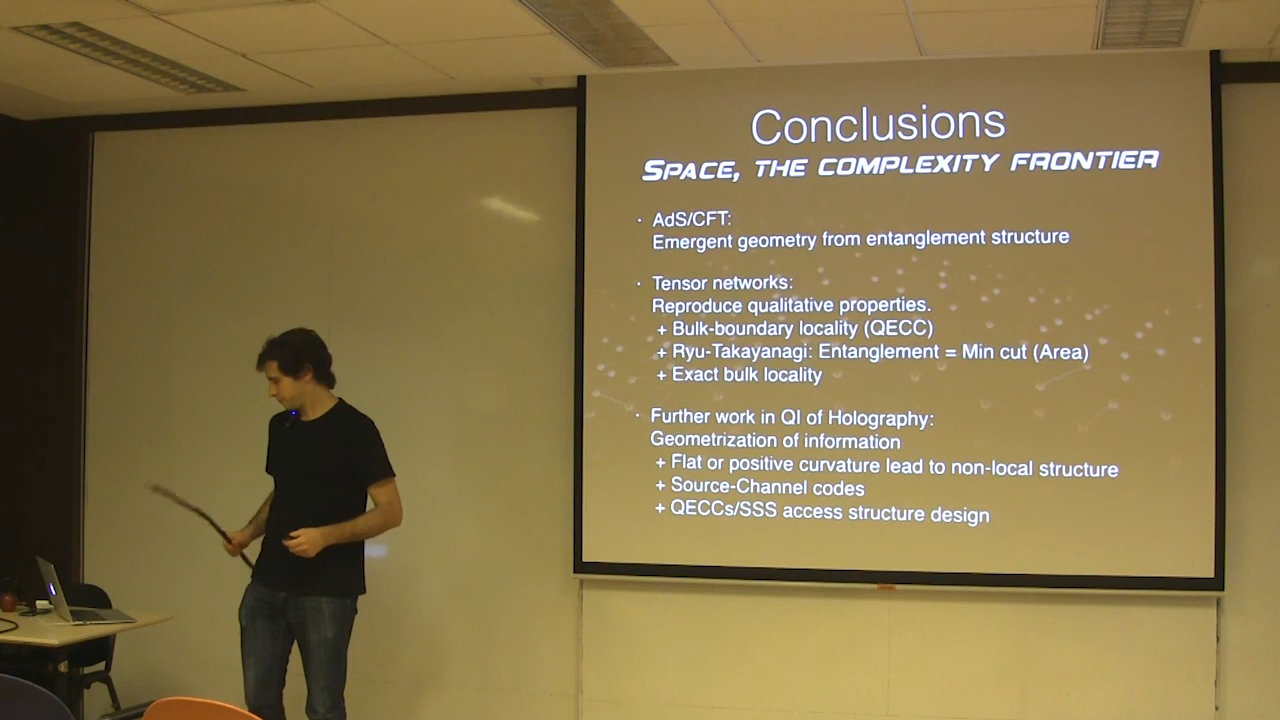 Conclusions
SPACE, THE COMPLEXITY FRONTIER
· AdS/CFT:
Emergent geometry from entanglement structure
· Tensor networks:
Reproduce qualitative properties.
+ Bulk-boundary locality (QECC)
+ Ryu-Takayanagi: Entanglement = Min cut (Area)
+ Exact bulk locality
· Further work in QI of Holography:
Geometrization of information
+ Flat or positive curvature lead to non-local structure
+ Source-Channel codes
+ QECCs/SSS access structure design